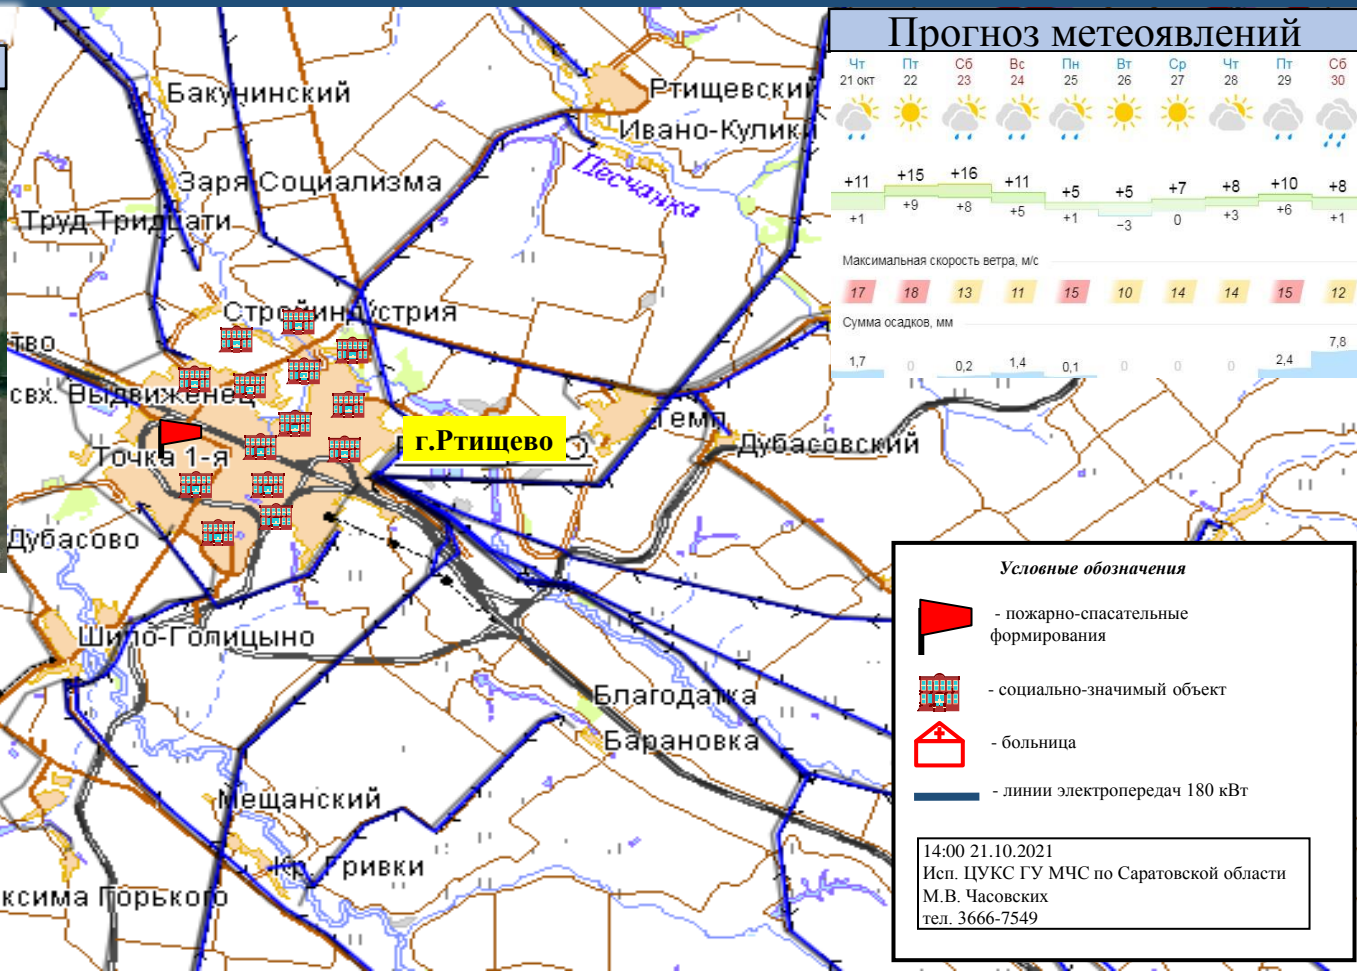 Прогноз метеоявлений
Чт Пт Сб Вс Пн Вт Ср Чт Пт Сб
21 окт 22 23 24 25 26 27 28 29 30
+11 +15 +16 +11 +5 +5 +7 +8 +10 +8
+1 +9 +8 +5 +1 −3 0 +3 +6 +1
Максимальная скорость ветра, м/с
17 18 13 11 15 10 14 14 15 12
Сумма осадков, мм
1,7 0 0,2 1,4 0,1 0 0 0 2,4 7,8
Бакунинский
Ртищевский
Ивано-Кулики
Песчанка
Заря Социализма
Труд Тридцати
Стройиндустрия
тво
свх. Выдвиженец
Темп
г.Ртищево
Дубасовский
Точка 1-я
Дубасово
Шило-Голицыно
Благодатка
Барановка
Мещанский
Кр. Гривки
ксима Горького
Условные обозначения
- пожарно-спасательные
формирования
- социально-значимый объект
- больница
- линии электропередач 180 кВт
14:00 21.10.2021
Исп. ЦУКС ГУ МЧС по Саратовской области
М.В. Часовских
тел. 3666-7549